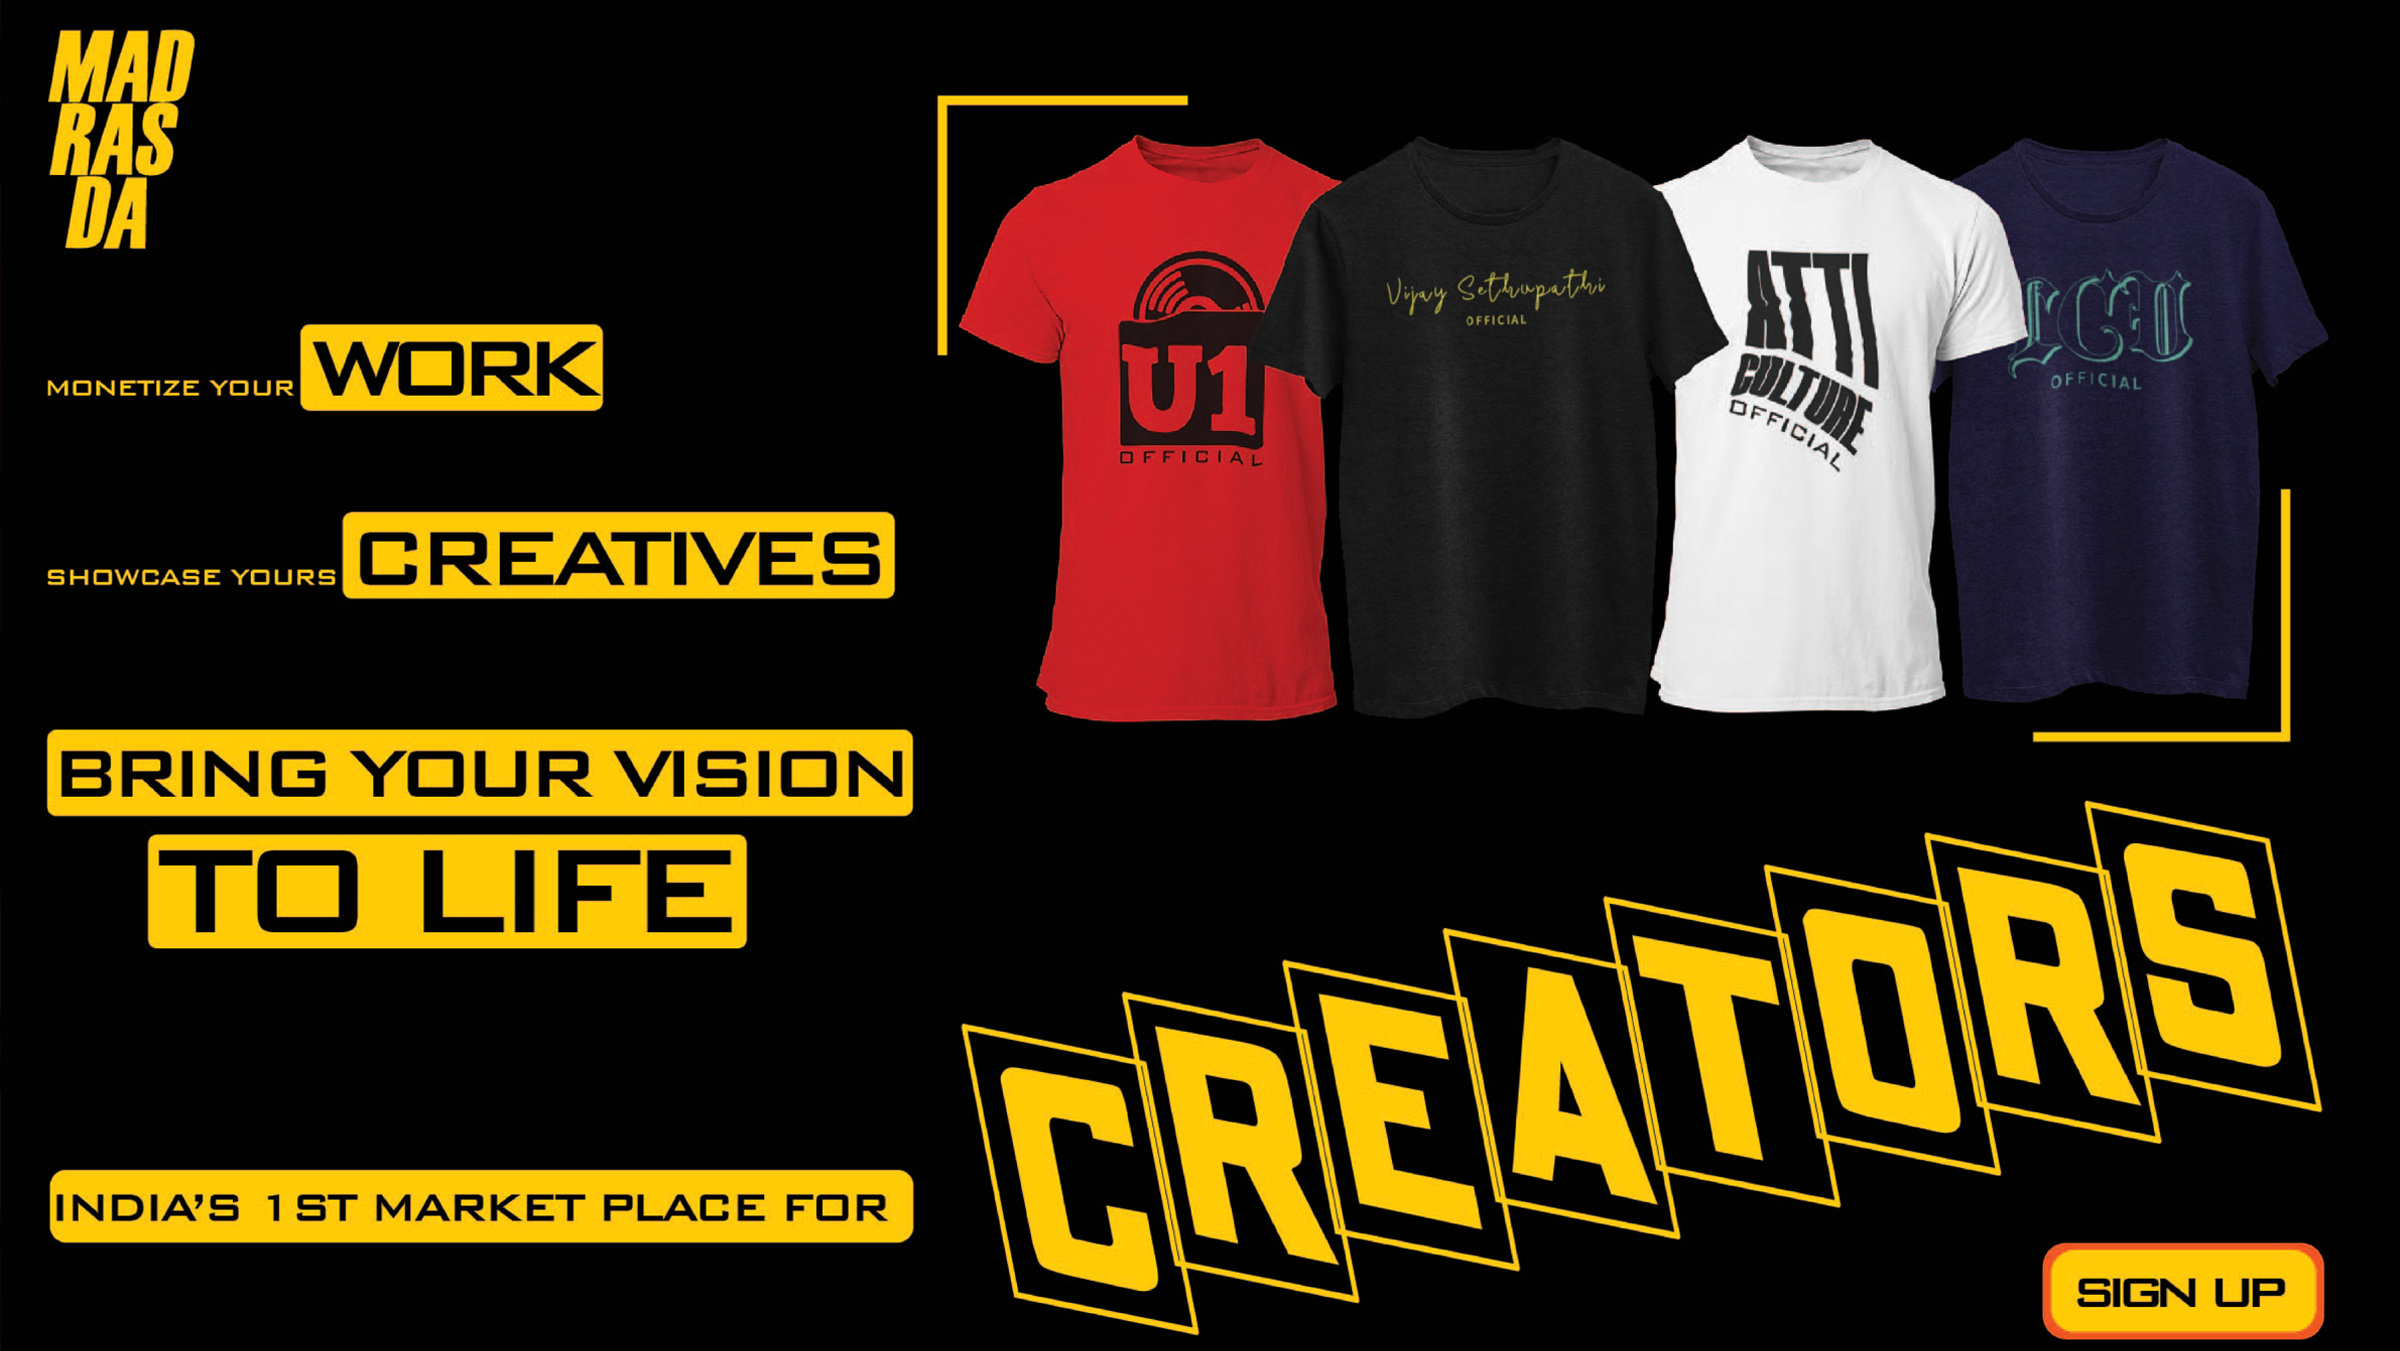 MAD
RAS
DA
MONETIZE YOUR WORK
SHOWCASE YOURS CREATIVES
BRING YOUR VISION
TO LIFE
INDIA'S 1ST MARKET PLACE FOR
CREATORS
U1
OFFICIAL
Vijay Sethupathi
OFFICIAL
ATTI
CULTURE
OFFICIAL
LCU
OFFICIAL
SIGN UP